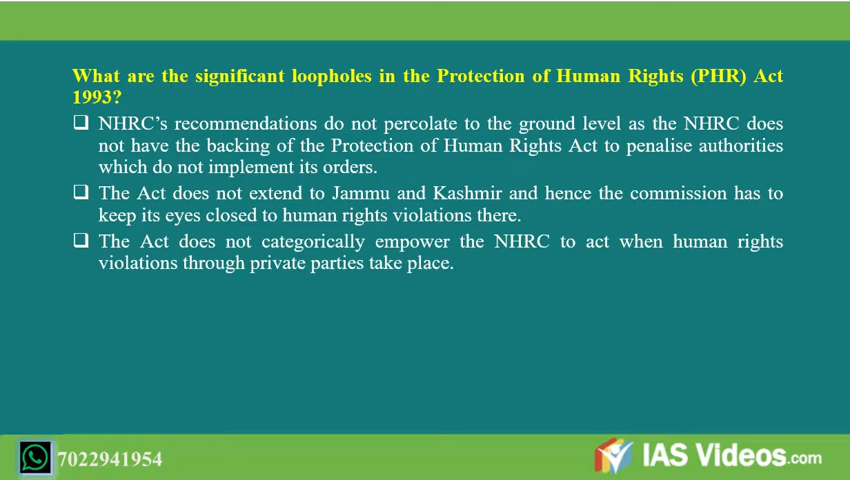 What are the significant loopholes in the Protection of Human Rights (PHR) Act
1993?
NHRC's recommendations do not percolate to the ground level as the NHRC does
not have the backing of the Protection of Human Rights Act to penalise authorities
which do not implement its orders.
The Act does not extend to Jammu and Kashmir and hence the commission has to
keep its eyes closed to human rights violations there.
The Act does not categorically empower the NHRC to act when human rights
violations through private parties take place.
7022941954
IAS Videos.com